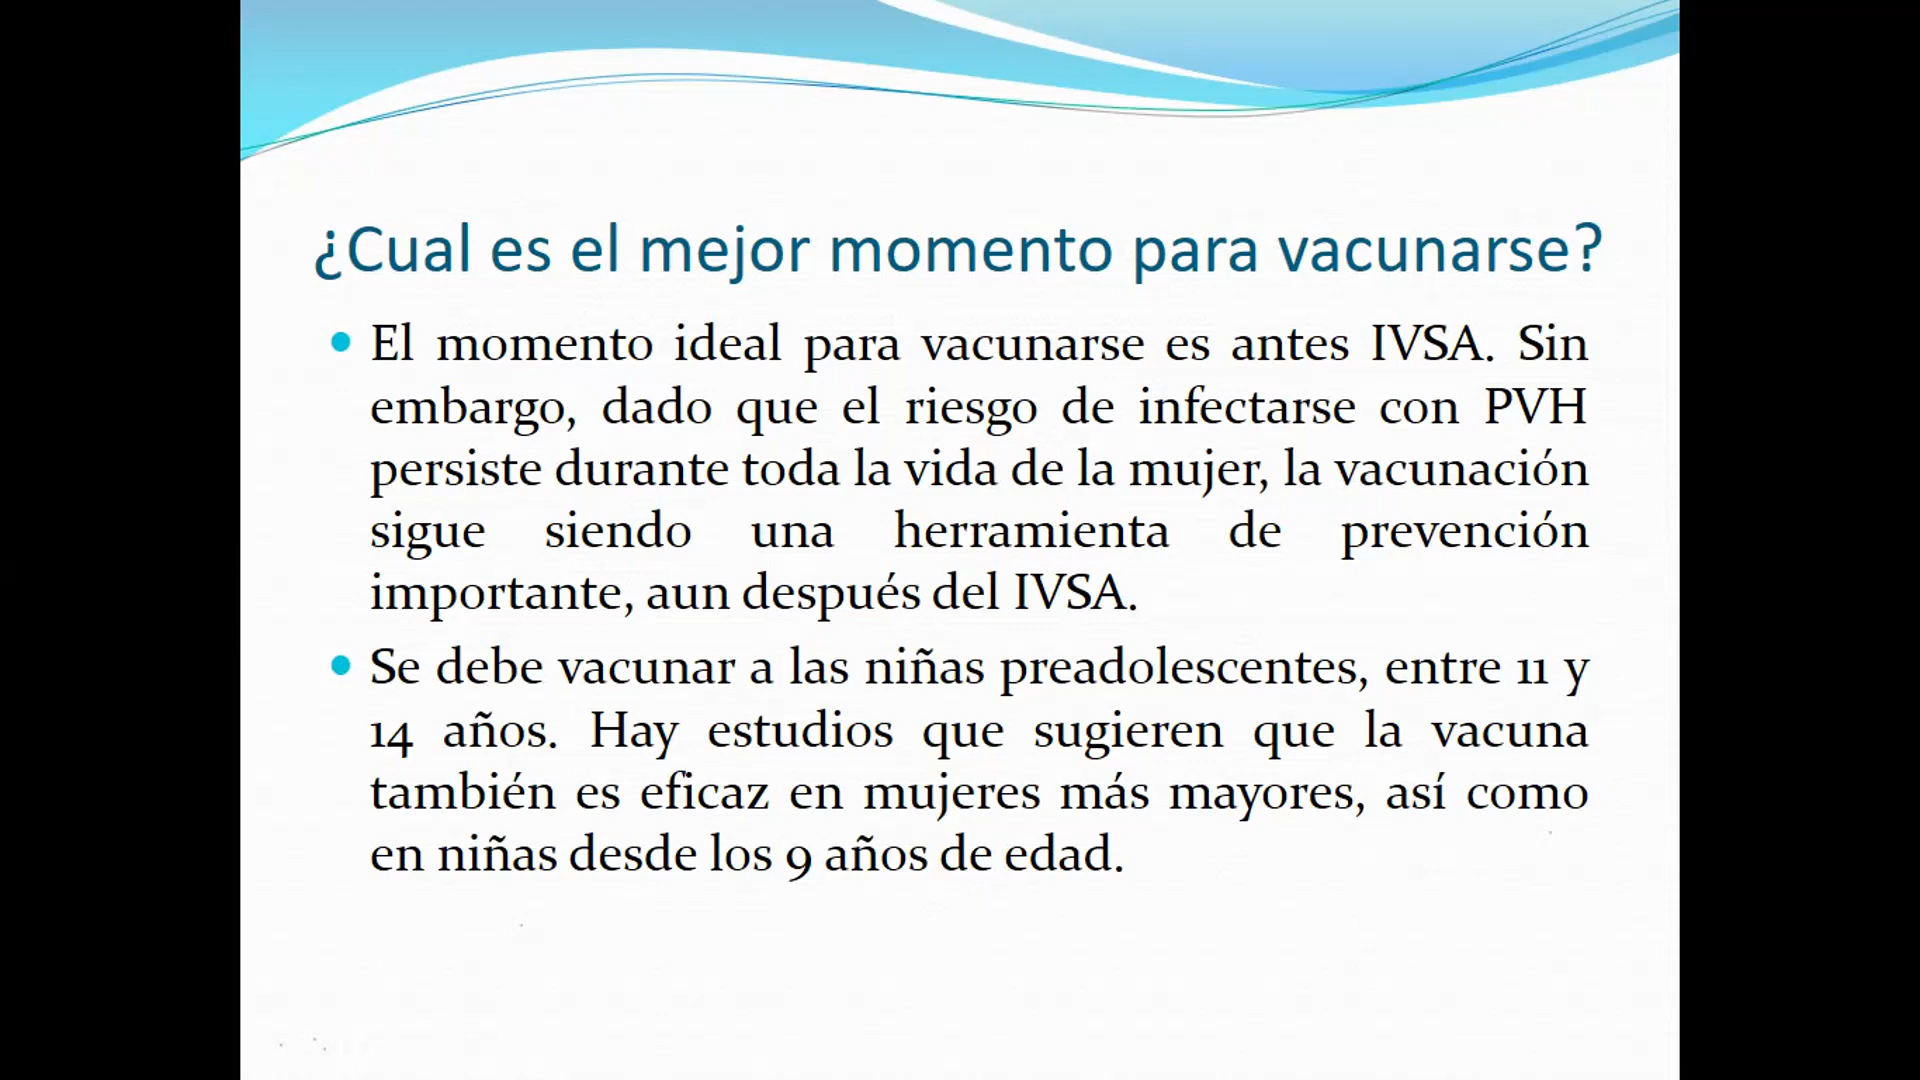 ¿Cual es el mejor momento para vacunarse?
• El momento ideal para vacunarse es antes IVSA. Sin
embargo, dado que el riesgo de infectarse con PVH
persiste durante toda la vida de la mujer, la vacunación
sigue siendo una herramienta de prevención
importante, aun después del IVSA.
• Se debe vacunar a las niñas preadolescentes, entre 11 y
14 años. Hay estudios que sugieren que la vacuna
también es eficaz en mujeres más mayores, así como
en niñas desde los 9 años de edad.